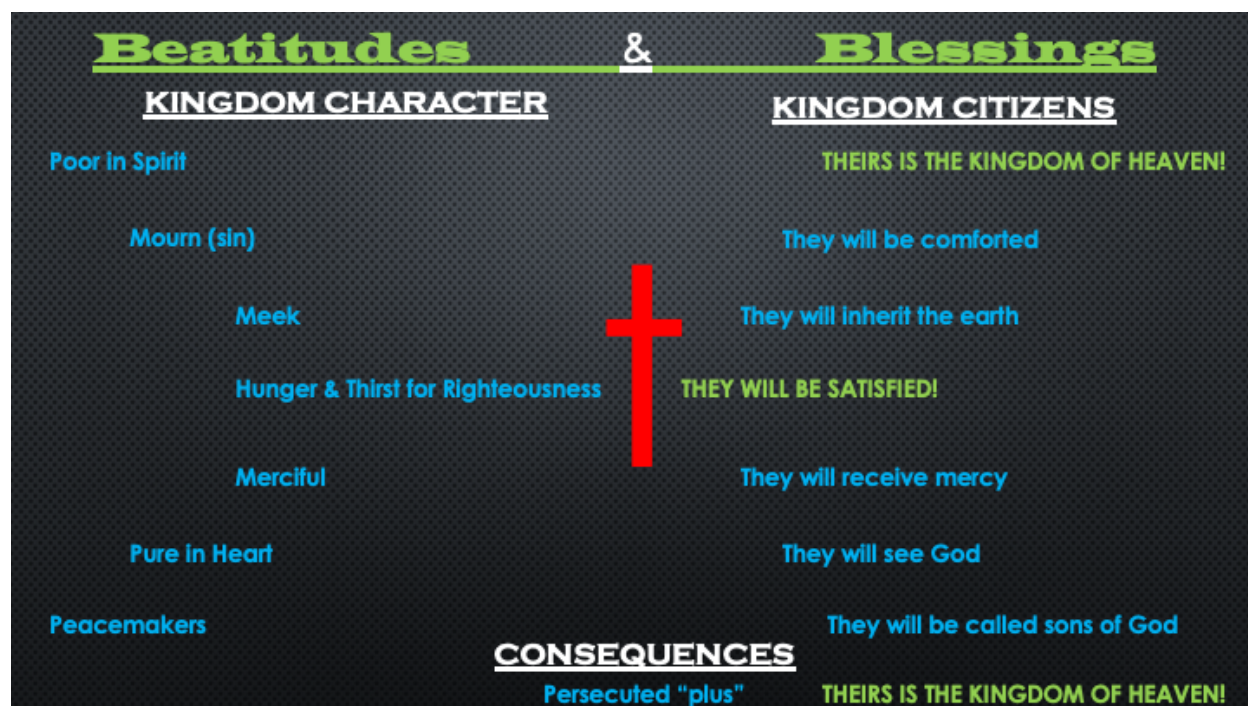 Beatitudes & Blessings
KINGDOM CHARACTER KINGDOM CITIZENS
Poor in Spirit THEIRS IS THE KINGDOM OF HEAVEN!
Mourn (sin) They will be comforted
Meek They will inherit the earth
Hunger & Thirst for Righteousness THEY WILL BE SATISFIED!
Merciful They will receive mercy
Pure in Heart They will see God
Peacemakers They will be called sons of God
CONSEQUENCES
Persecuted “plus” THEIRS IS THE KINGDOM OF HEAVEN!